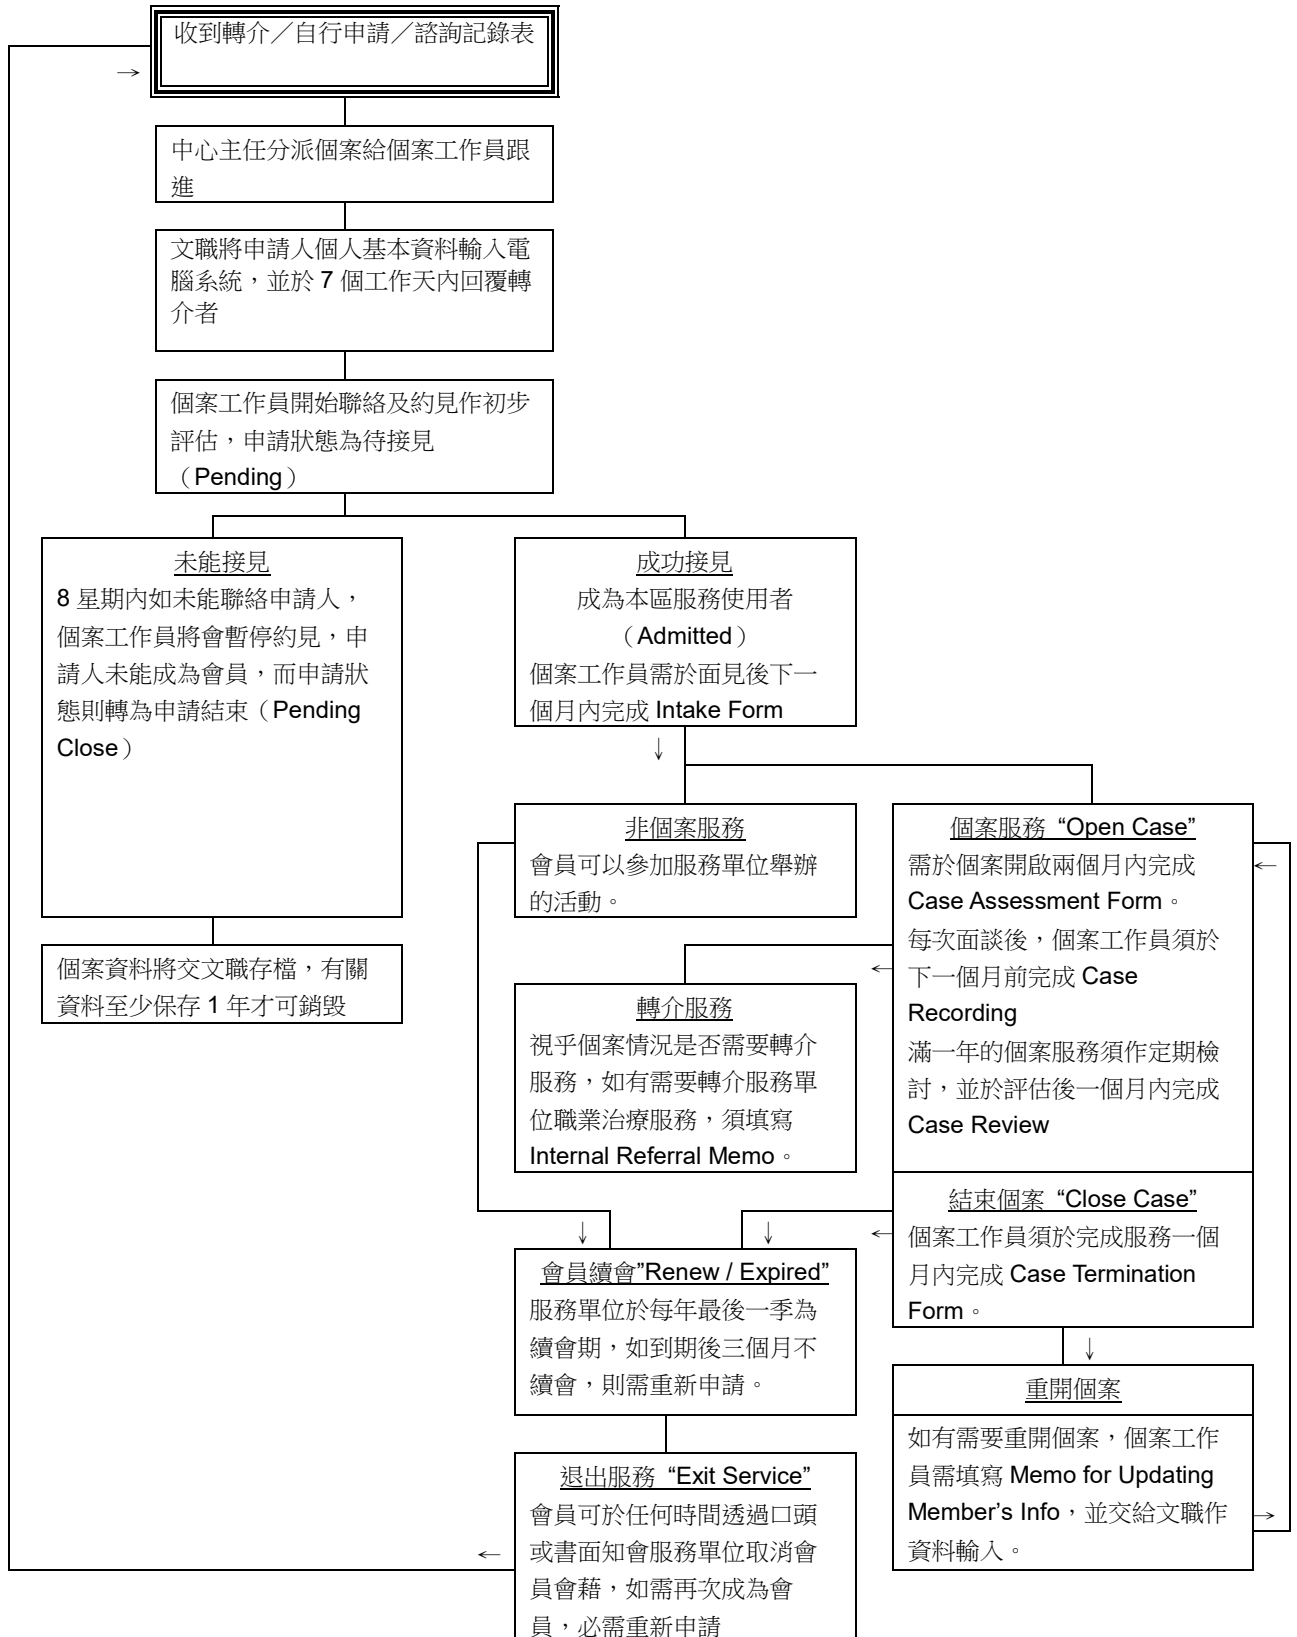 收到轉介／自行申請／諮詢記錄表
→
中心主任分派個案給個案工作員跟
進
文職將申請人個人基本資料輸入電
腦系統，並於 7 個工作天內回覆轉
介者
個案工作員開始聯絡及約見作初步
評估，申請狀態為待接見
（Pending）
未能接見
8 星期內如未能聯絡申請人，
個案工作員將會暫停約見，申
請人未能成為會員，而申請狀
態則轉為申請結束（Pending
Close）
成功接見
成為本區服務使用者
（Admitted）
個案工作員需於面見後下一
個月內完成 Intake Form
↓
個案資料將交文職存檔，有關
資料至少保存 1 年才可銷毀
非個案服務
會員可以參加服務單位舉辦
的活動。
個案服務 “Open Case”
需於個案開啟兩個月內完成
Case Assessment Form。
每次面談後，個案工作員須於
下一個月前完成 Case
Recording
滿一年的個案服務須作定期檢
討，並於評估後一個月內完成
Case Review
←
←
轉介服務
視乎個案情況是否需要轉介
服務，如有需要轉介服務單
位職業治療服務，須填寫
Internal Referral Memo。
結束個案 “Close Case”
個案工作員須於完成服務一個
月內完成 Case Termination
Form。
↓
↓
←
會員續會”Renew / Expired”
服務單位於每年最後一季為
續會期，如到期後三個月不
續會，則需重新申請。
↓
重開個案
如有需要重開個案，個案工作
員需填寫 Memo for Updating
Member’s Info，並交給文職作
資料輸入。
→
退出服務 “Exit Service”
會員可於任何時間透過口頭
或書面知會服務單位取消會
員會藉，如需再次成為會
員，必需重新申請
←